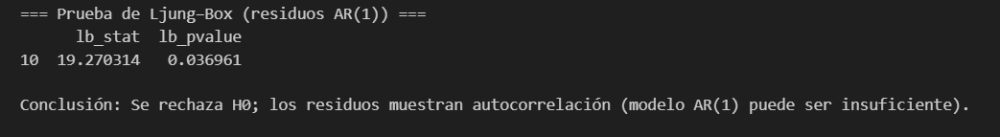 === Prueba de Ljung–Box (residuos AR(1)) ===
lb_stat lb_pvalue
10 19.270314 0.036961
Conclusión: Se rechaza H0; los residuos muestran autocorrelación (modelo AR(1) puede ser insuficiente).